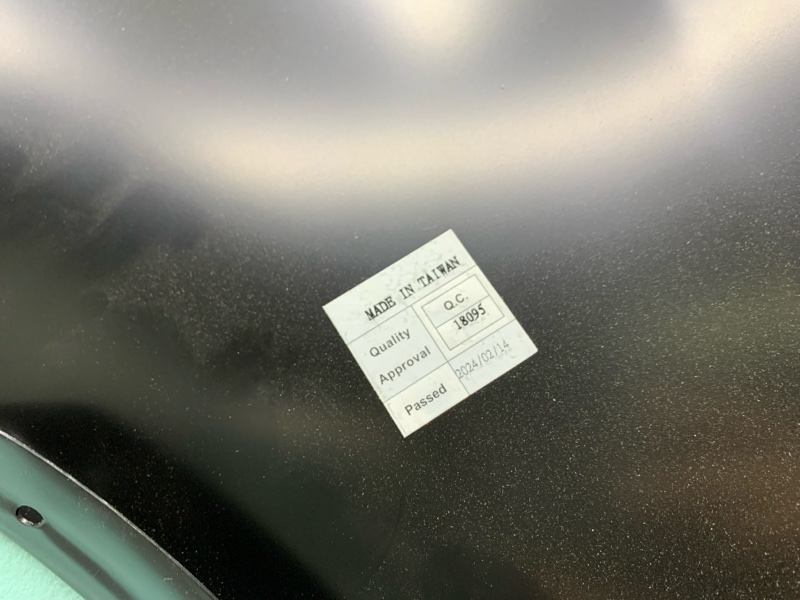 MADE IN TAIWAN
Quality
Approval
Q.C.
18095
Passed
2024/02/14